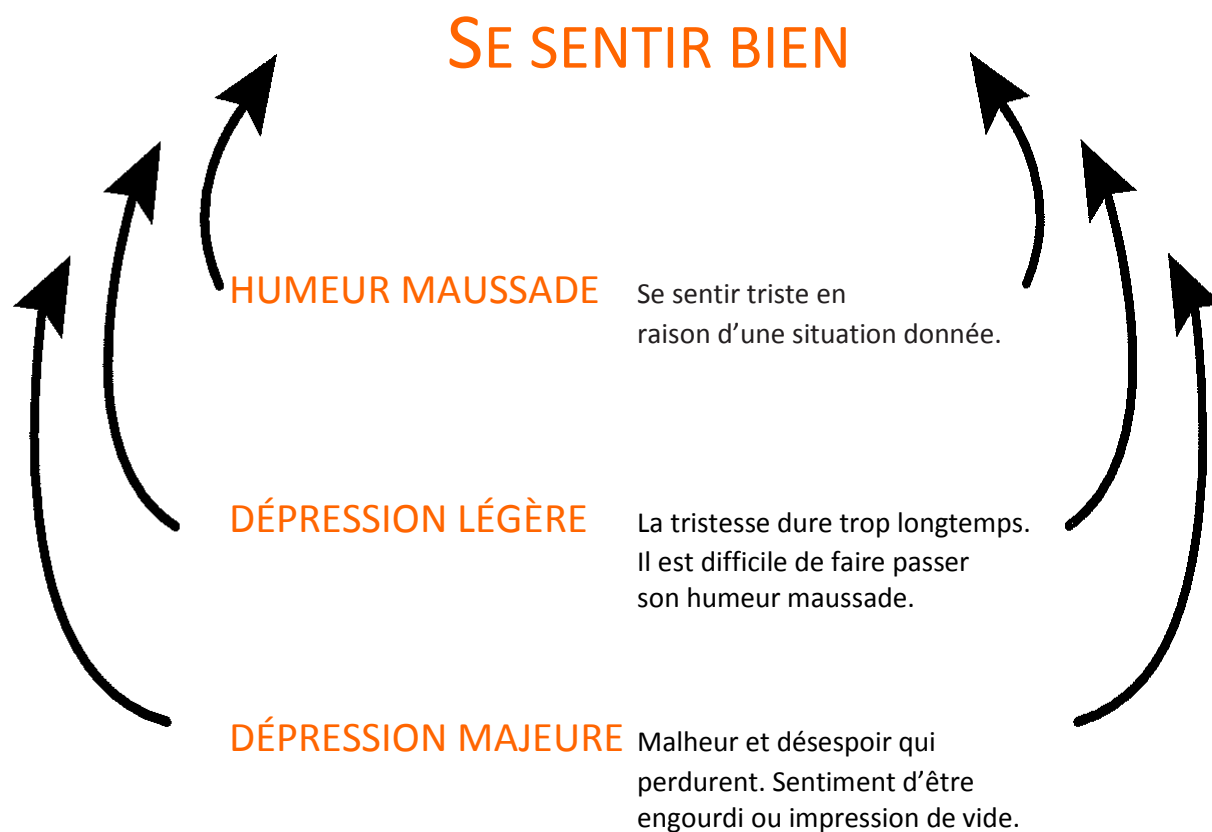 SE SENTIR BIEN
HUMEUR MAUSSADE Se sentir triste en
raison d’une situation donnée.
DÉPRESSION LÉGÈRE La tristesse dure trop longtemps.
Il est difficile de faire passer
son humeur maussade.
DÉPRESSION MAJEURE Malheur et désespoir qui
perdurent. Sentiment d’être
engourdi ou impression de vide.